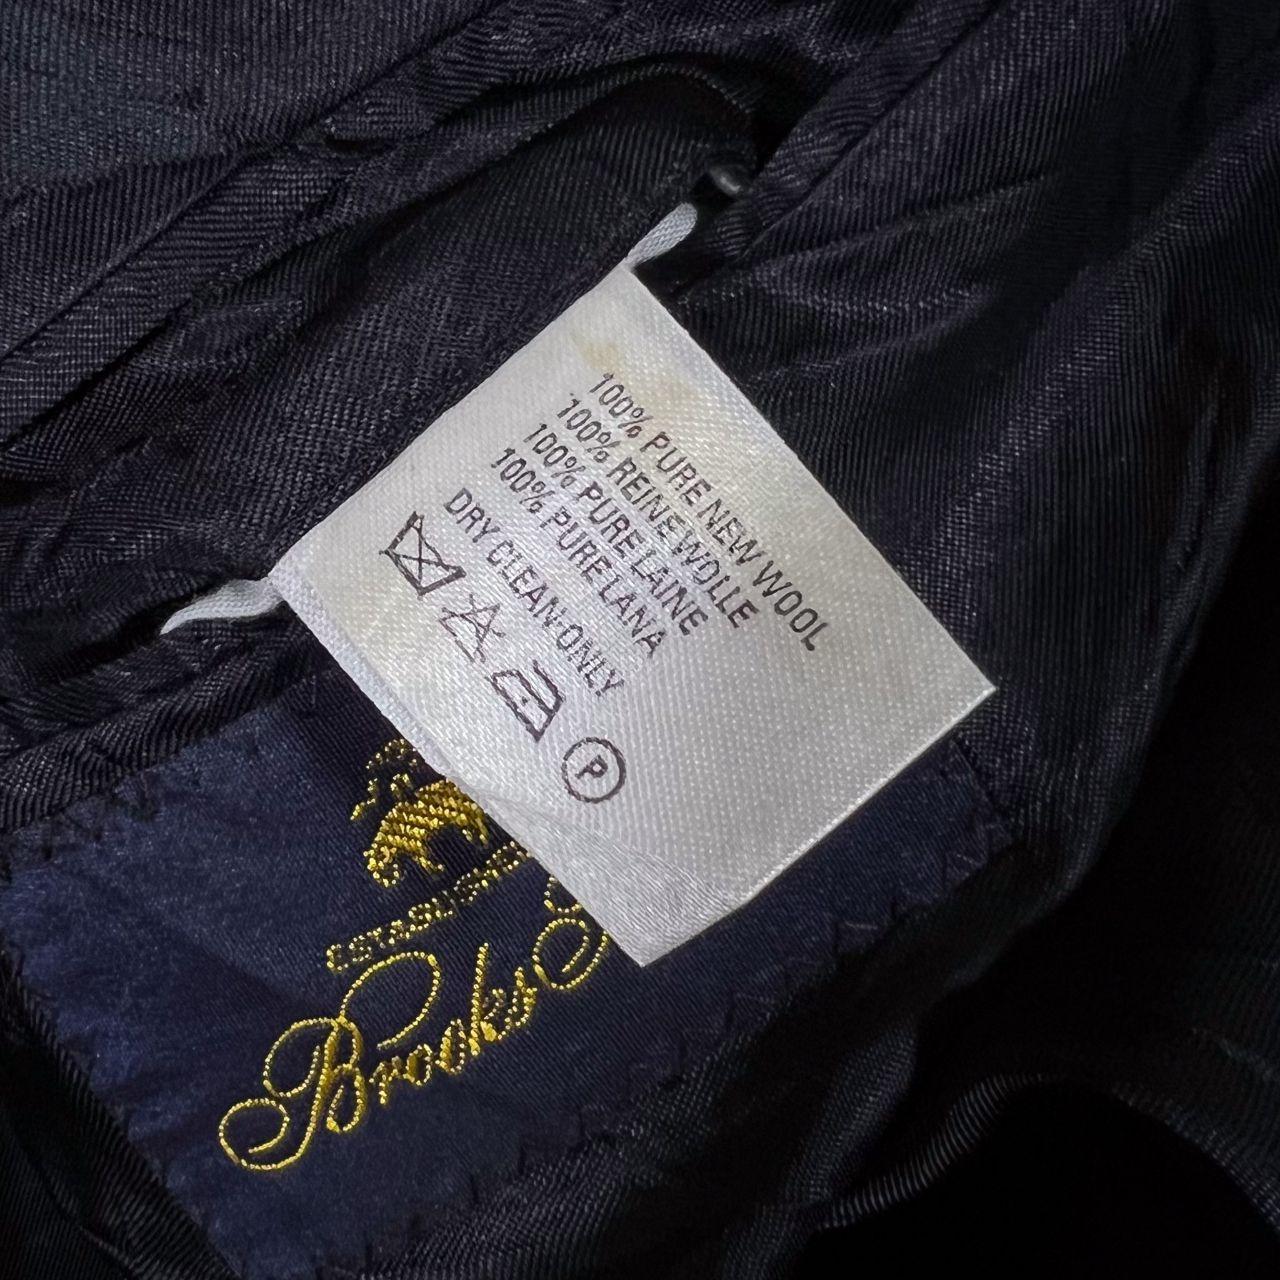 100% PURE NEW WOOL
100% REINE WOLLE
100% PURE LAINE
100% PURE LANA
DRY CLEAN·ONLY
P
Brooks